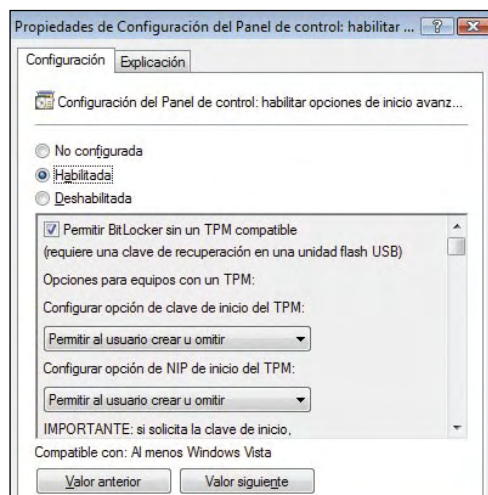 Propiedades de Configuración del Panel de control: habilitar ...
Configuración Explicación
Configuración del Panel de control: habilitar opciones de inicio avanz...
No configurada
Habilitada
Deshabilitada
Permitir BitLocker sin un TPM compatible
(requiere una clave de recuperación en una unidad flash USB)
Opciones para equipos con un TPM:
Configurar opción de clave de inicio del TPM:
Permitir al usuario crear u omitir
Configurar opción de NIP de inicio del TPM:
Permitir al usuario crear u omitir
IMPORTANTE: si solicita la clave de inicio,
Compatible con: Al menos Windows Vista
Valor anterior Valor siguiente